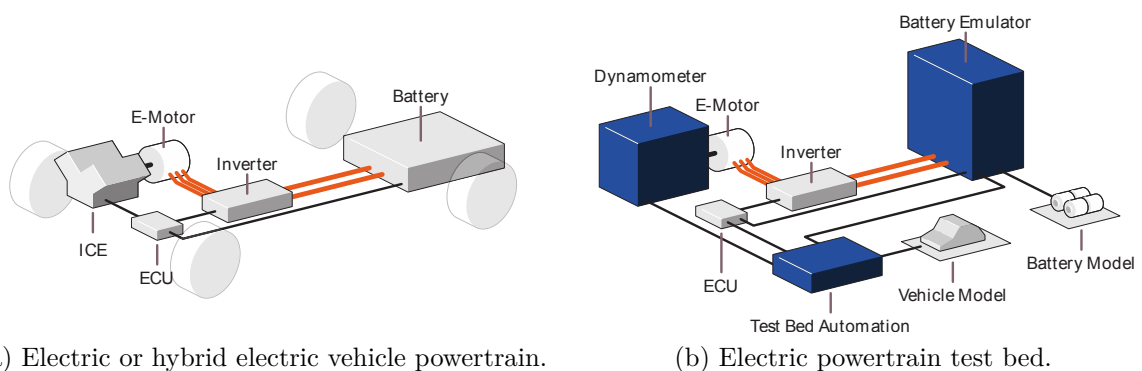 Battery
E-Motor
Inverter
ICE
ECU
Battery Emulator
Dynamometer
E-Motor
Inverter
ECU
Battery Model
Vehicle Model
Test Bed Automation
) Electric or hybrid electric vehicle powertrain.
(b) Electric powertrain test bed.